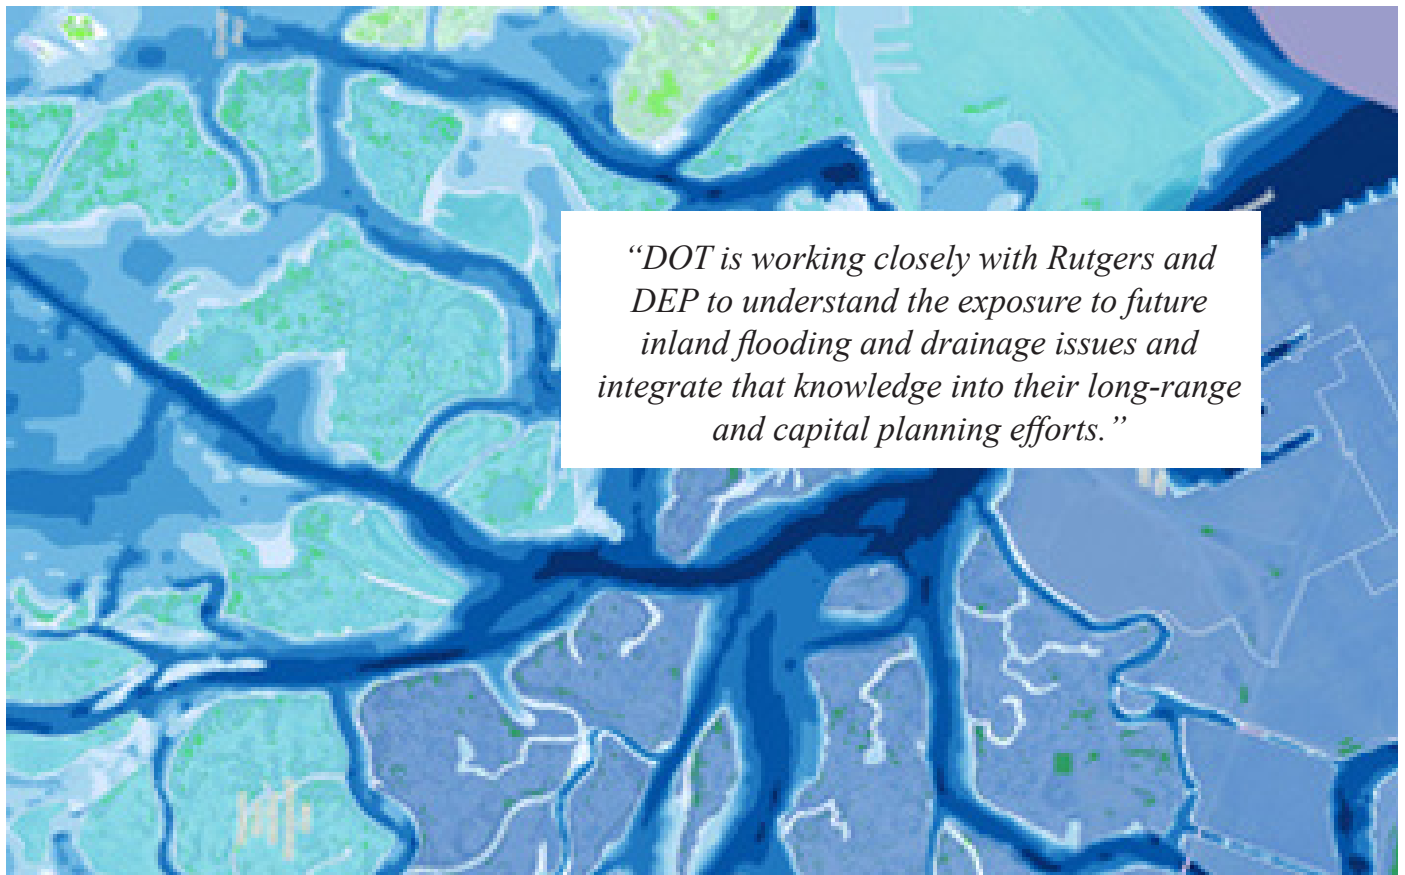 “DOT is working closely with Rutgers and
DEP to understand the exposure to future
inland flooding and drainage issues and
integrate that knowledge into their long-range
and capital planning efforts.”